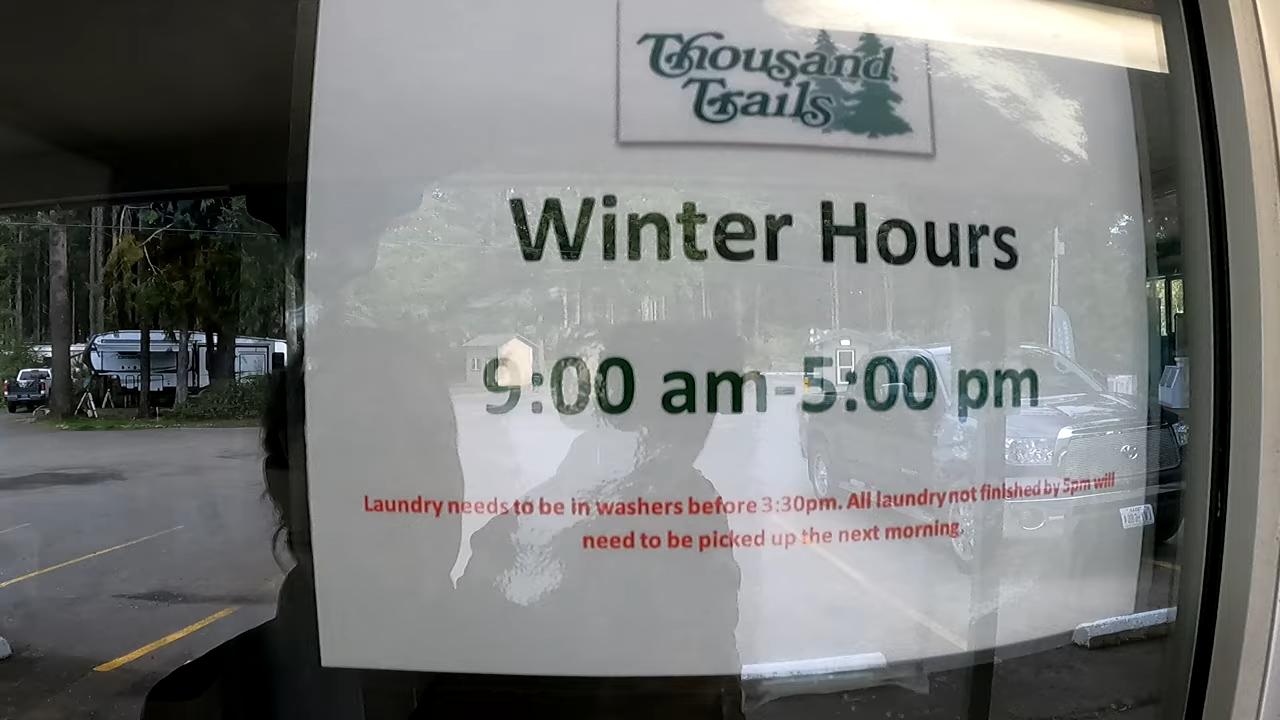 Thousand
Trails
Winter Hours
9:00 am-5:00 pm
Laundry needs to be in washers before 3:30pm. All laundry not finished by 5pm will
need to be picked up the next morning.